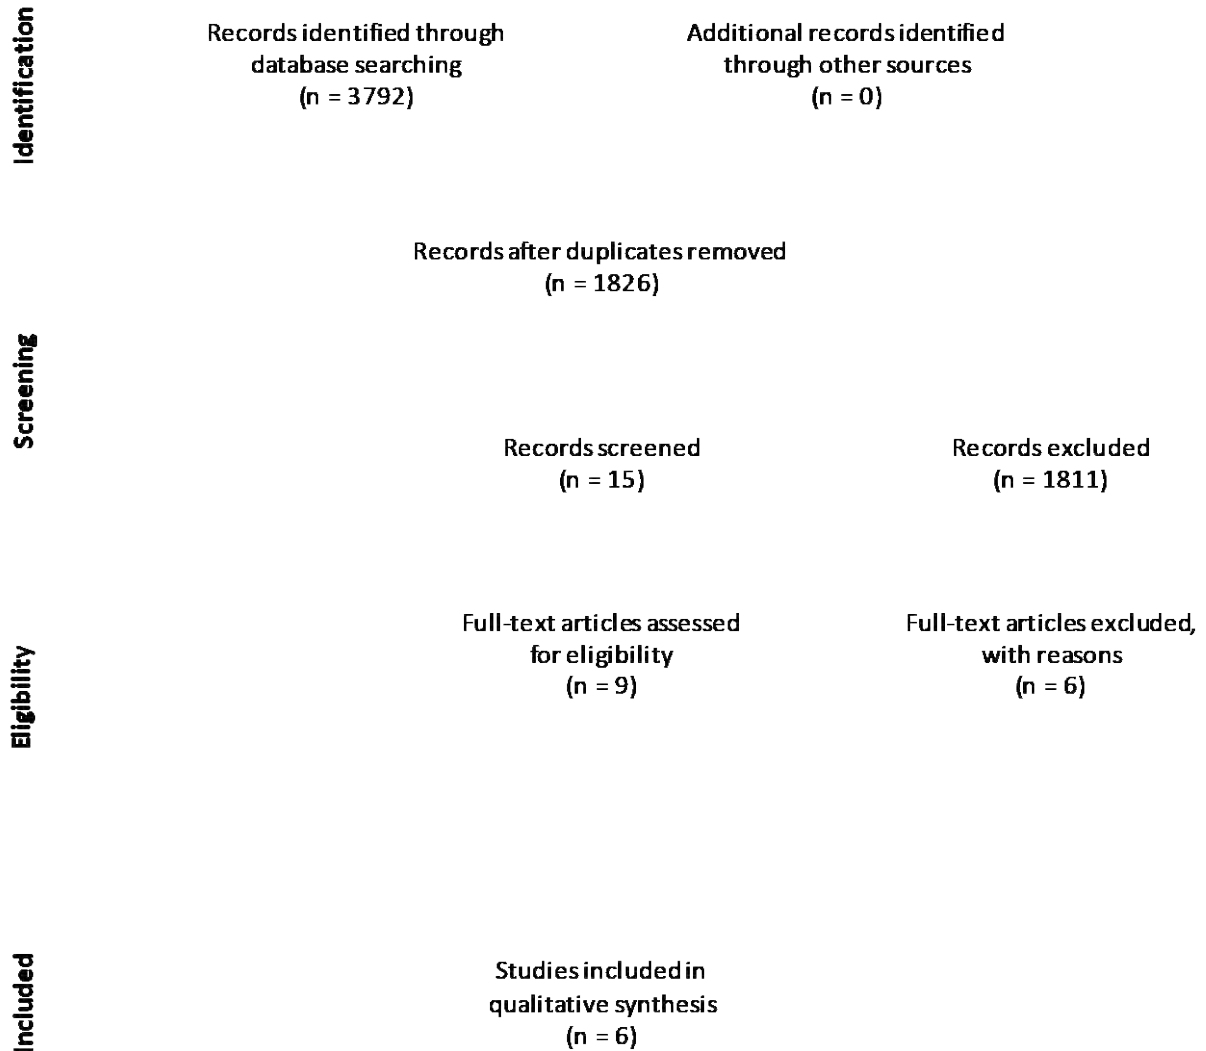 Identification
Records identified through
database searching
(n = 3792)
Additional records identified
through other sources
(n = 0)
Records after duplicates removed
(n = 1826)
Screening
Records screened
(n = 15)
Records excluded
(n = 1811)
Eligibility
Full-text articles assessed
for eligibility
(n = 9)
Full-text articles excluded,
with reasons
(n = 6)
Included
Studies included in
qualitative synthesis
(n = 6)